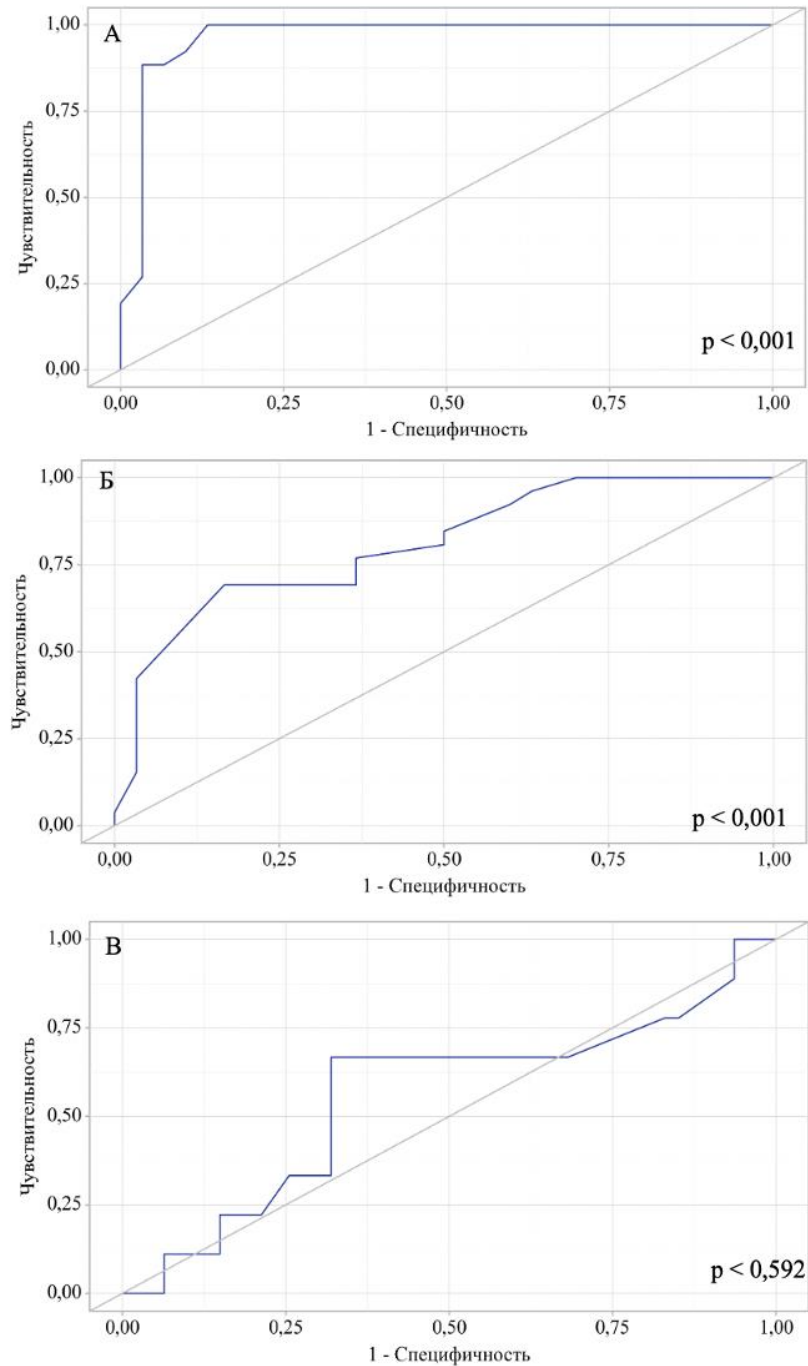 А
1,00
0,75
0,50
0,25
0,00
Чувствительность
p < 0,001
0,00 0,25 0,50 0,75 1,00
1 - Специфичность
Б
1,00
0,75
0,50
0,25
0,00
Чувствительность
p < 0,001
0,00 0,25 0,50 0,75 1,00
1 - Специфичность
В
1,00
0,75
0,50
0,25
0,00
Чувствительность
p < 0,592
0,00 0,25 0,50 0,75 1,00
1 - Специфичность